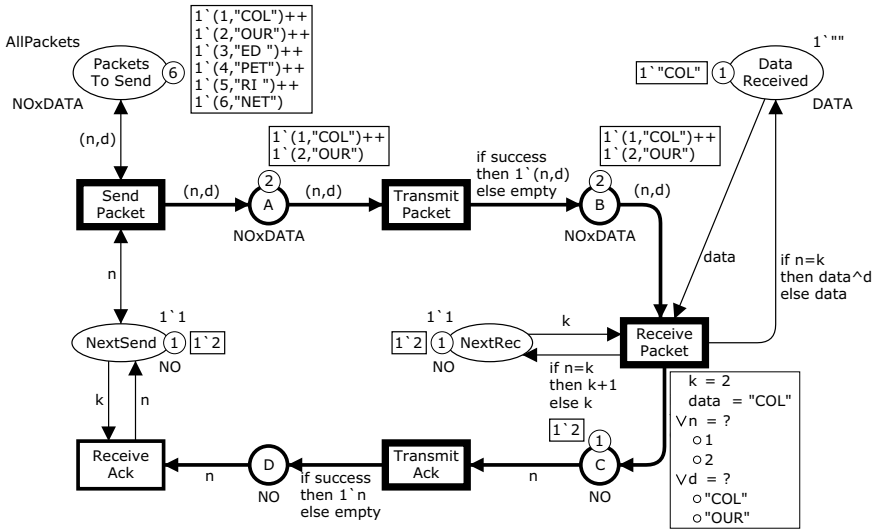 AllPackets
Packets
To Send
6
1`(1,"COL")++
1`(2,"OUR")++
1`(3,"ED ")++
1`(4,"PET")++
1`(5,"RI ")++
1`(6,"NET")
NOxDATA
1`""
1`"COL"
1
Data
Received
DATA
(n,d)
Send
Packet
(n,d)
1`(1,"COL")++
1`(2,"OUR")
2
A
NOxDATA
(n,d)
Transmit
Packet
if success
then 1`(n,d)
else empty
1`(1,"COL")++
1`(2,"OUR")
2
B
NOxDATA
(n,d)
data
if n=k
then data^d
else data
n
1`1
NextSend
1
1`2
NO
1`1
1`2
1
NextRec
NO
k
Receive
Packet
if n=k
then k+1
else k
k = 2
data = "COL"
∨n = ?
○1
○2
∨d = ?
○"COL"
○"OUR"
k
n
Receive
Ack
n
D
NO
if success
then 1`n
else empty
Transmit
Ack
n
1`2
1
C
NO